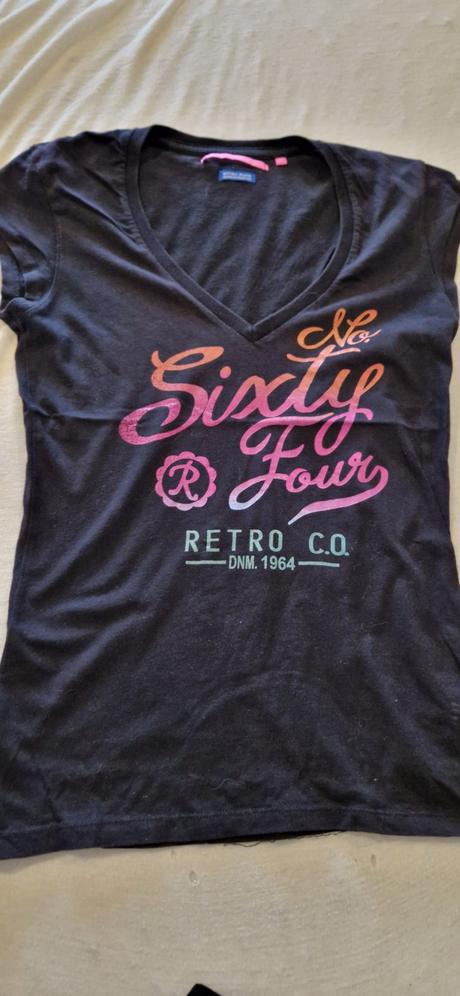 No.
Sixty
Four
R
RETRO C.O.
DNM. 1964